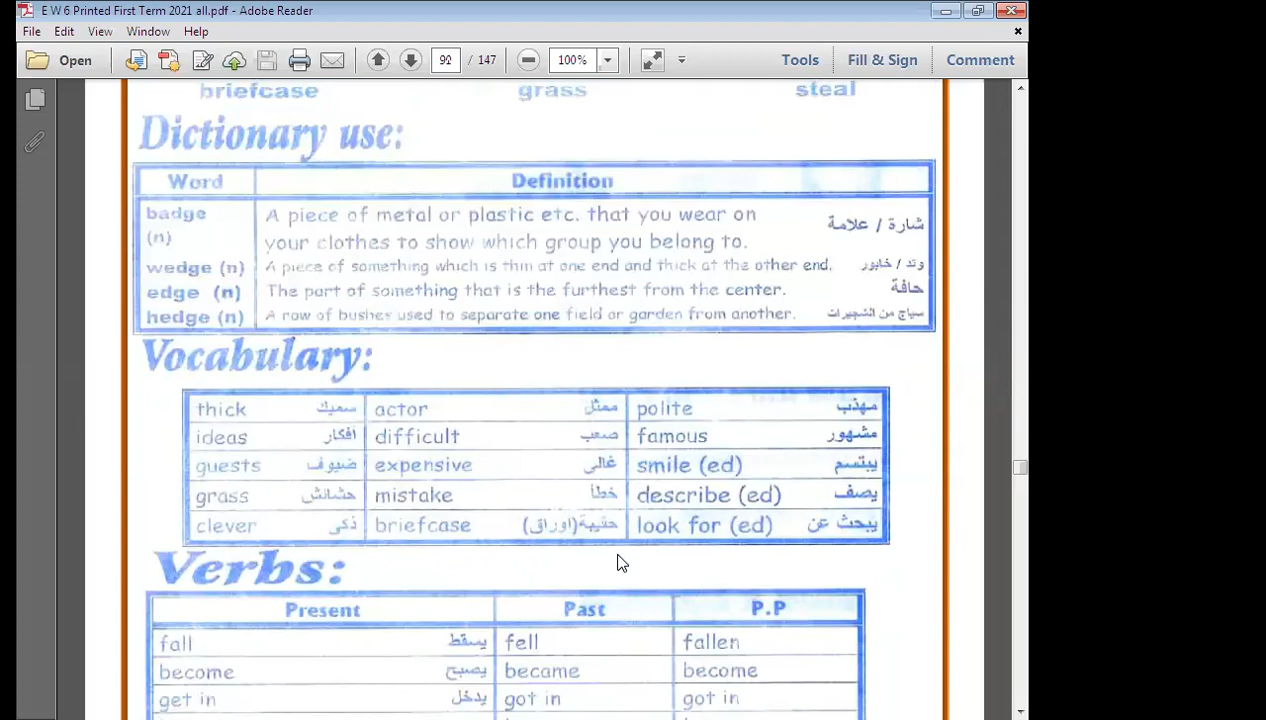 E W 6 Printed First Term 2021 all.pdf - Adobe Reader
File Edit View Window Help
Open 92 / 147 100% Tools Fill & Sign Comment
briefcase grass steal
Dictionary use:
Word Definition
badge (n) A piece of metal or plastic etc. that you wear on your clothes to show which group you belong to. شارة / علامة
wedge (n) A piece of something which is thin at one end and thick at the other end. وتد / خابور
edge (n) The part of something that is the furthest from the center. حافة
hedge (n) A row of bushes used to separate one field or garden from another. سياج من الشجيرات
Vocabulary:
thick سميك actor ممثل polite مهذب
ideas افكار difficult صعب famous مشهور
guests ضيوف expensive غالى smile (ed) يبتسم
grass حشائش mistake خطأ describe (ed) يصف
clever ذكى briefcase حقيبة(اوراق) look for (ed) يبحث عن
Verbs:
Present Past P.P
fall يسقط fell fallen
become يصبح became become
get in يدخل got in got in